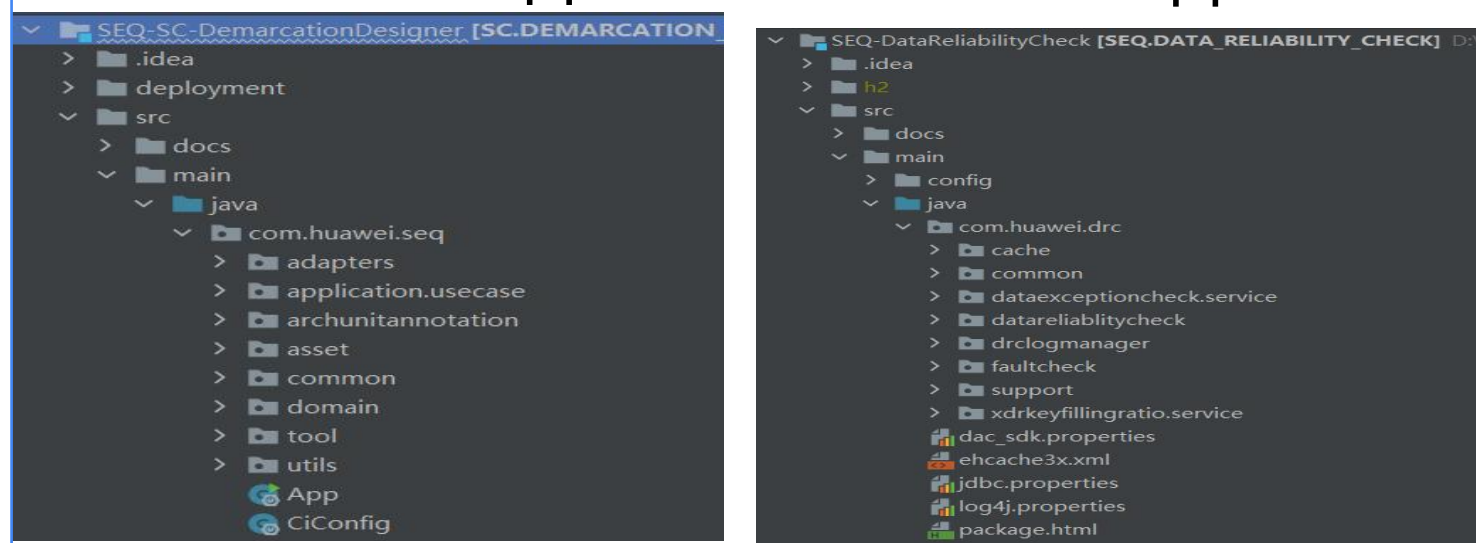 SEQ-SC-DemarcationDesigner [SC.DEMARCATION_
.idea
deployment
src
docs
main
java
com.huawei.seq
adapters
application.usecase
archunitannotation
asset
common
domain
tool
utils
App
CiConfig
SEQ-DataReliabilityCheck [SEQ.DATA_RELIABILITY_CHECK] D:\
.idea
h2
src
docs
main
config
java
com.huawei.drc
cache
common
dataexceptioncheck.service
datareliablitycheck
drclogmanager
faultcheck
support
xdrkeyfillingratio.service
dac_sdk.properties
ehcache3x.xml
jdbc.properties
log4j.properties
package.html